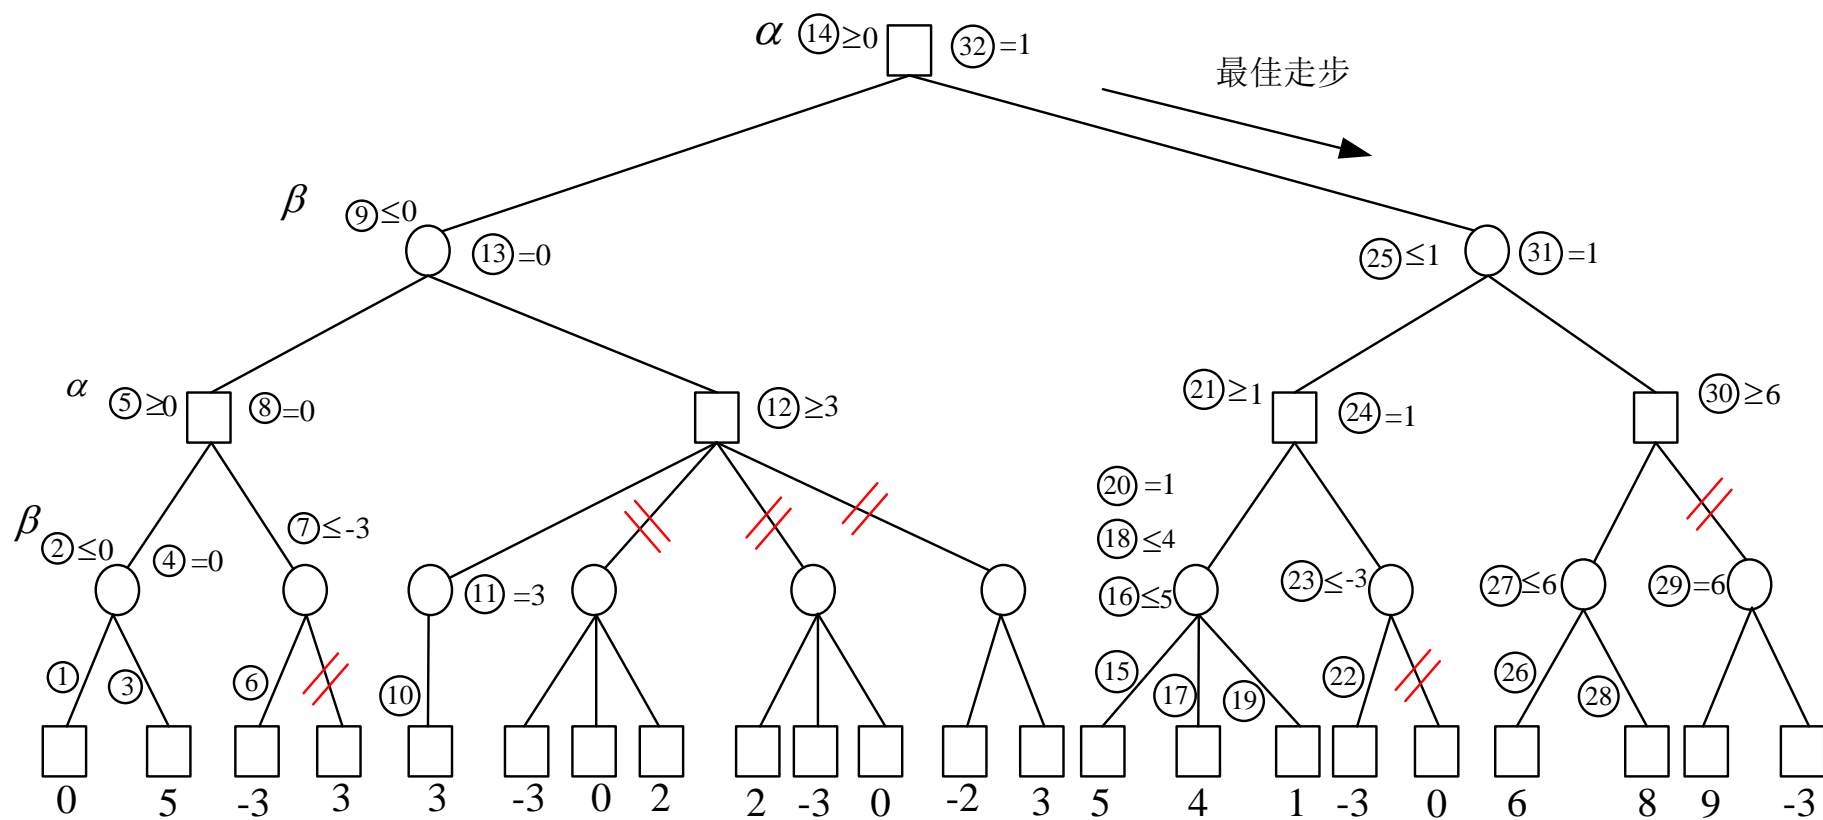 α ⑭≥0 ㉜=1
最佳走步
β ⑨≤0
⑬=0 ㉕≤1 ㉛=1
α ⑤≥0 ⑧=0 ⑫≥3 ㉑≥1 ㉔=1 ㉚≥6
⑳=1
β ②≤0 ④=0 ⑦≤-3 ⑱≤4
⑪=3 ⑯≤5 ㉓≤-3 ㉗≤6 ㉙=6
① ③ ⑥ ⑩ ⑮ ⑰ ⑲ ㉒ ㉖ ㉘
0 5 -3 3 3 -3 0 2 2 -3 0 -2 3 5 4 1 -3 0 6 8 9 -3